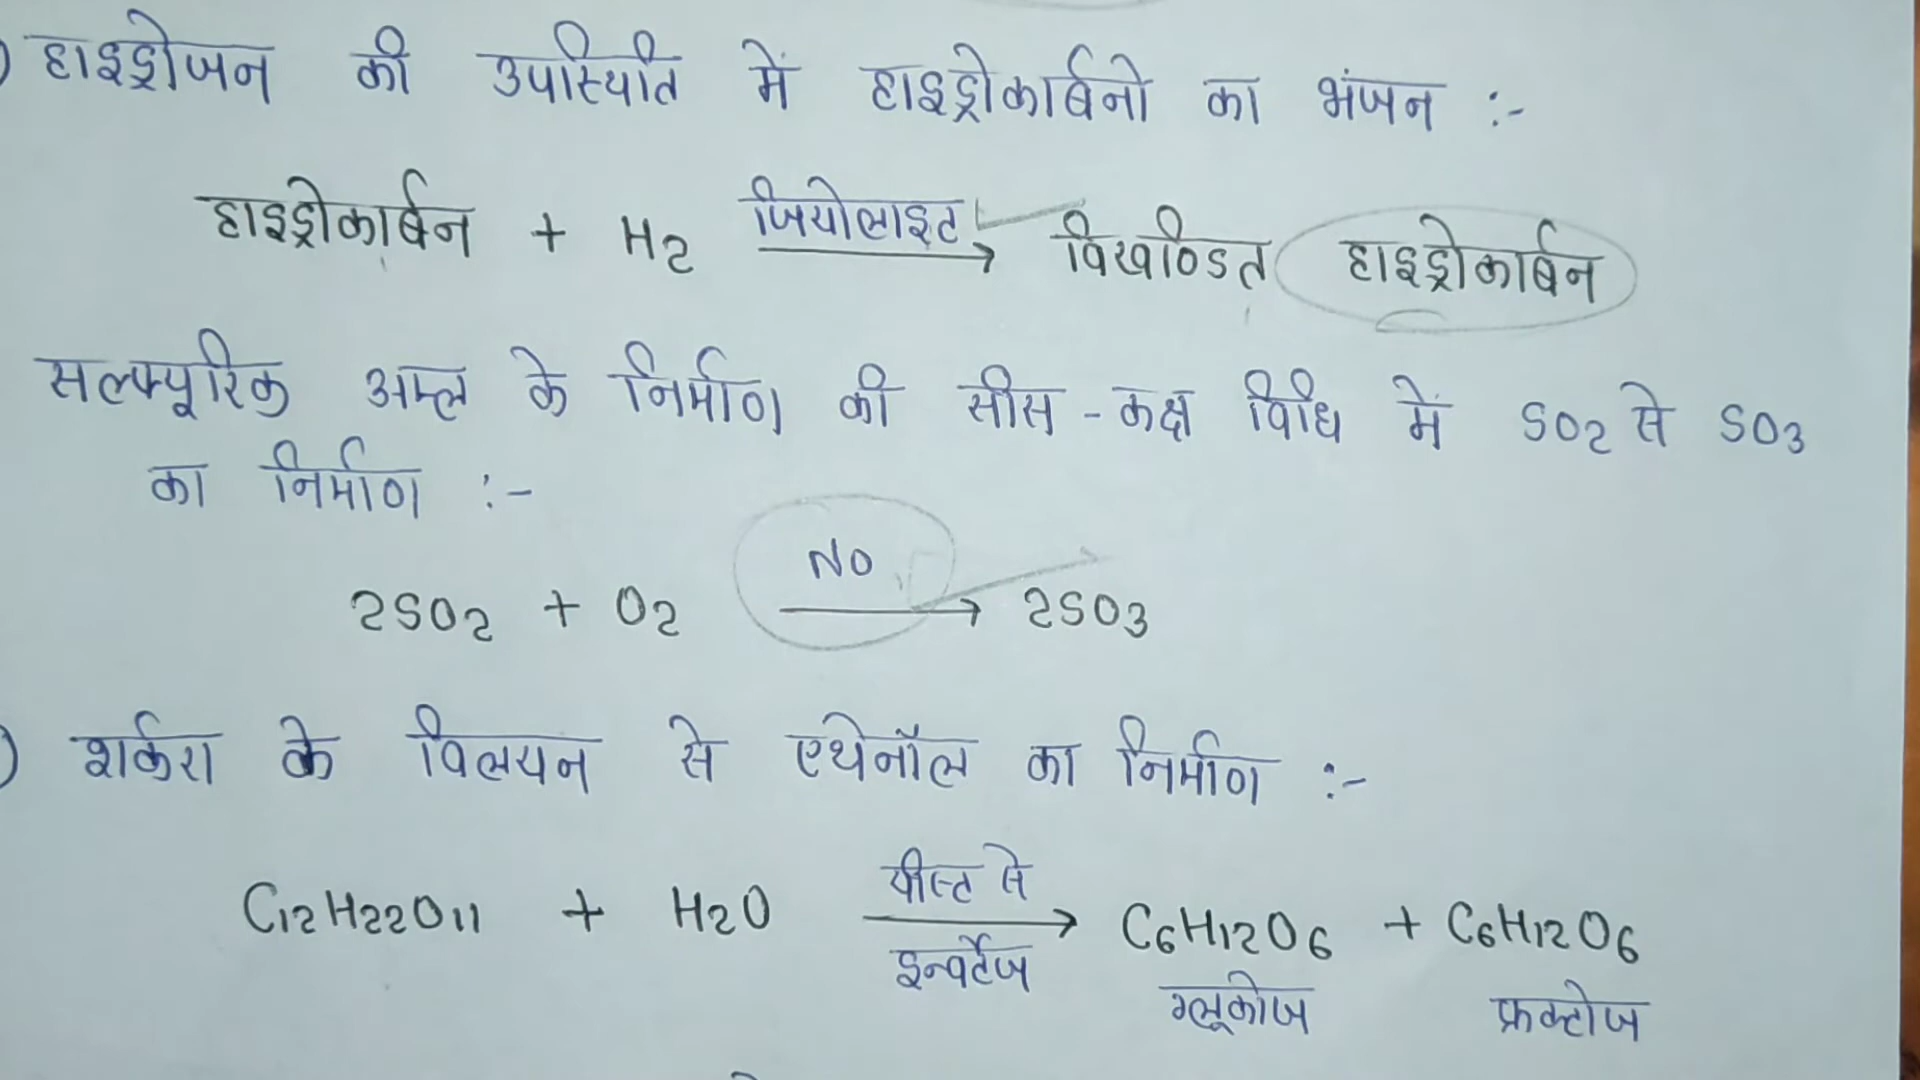 ) हाइड्रोजन की उपस्थिति में हाइड्रोकार्बनो का भंजन :-
हाइड्रोकार्बन + H2 जियोलाइट → विखण्डित हाइड्रोकार्बन
सल्फ्यूरिक अम्ल के निर्माण की सीस - कक्ष विधि में SO2 से SO3
का निर्माण :-
NO
2SO2 + O2 → 2SO3
) शर्करा के विलयन से एथेनॉल का निर्माण :-
यीस्ट से
C12H22O11 + H2O → C6H12O6 + C6H12O6
इन्वर्टेज
ग्लूकोज फ्रक्टोज